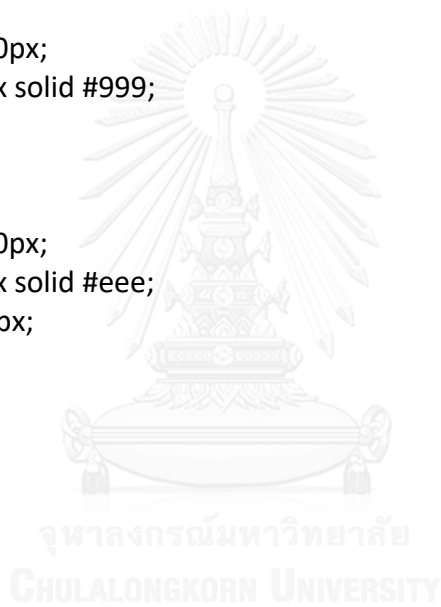 0px;
x solid #999;
0px;
x solid #eee;
px;
จุฬาลงกรณ์มหาวิทยาลัย
CHULALONGKORN UNIVERSITY